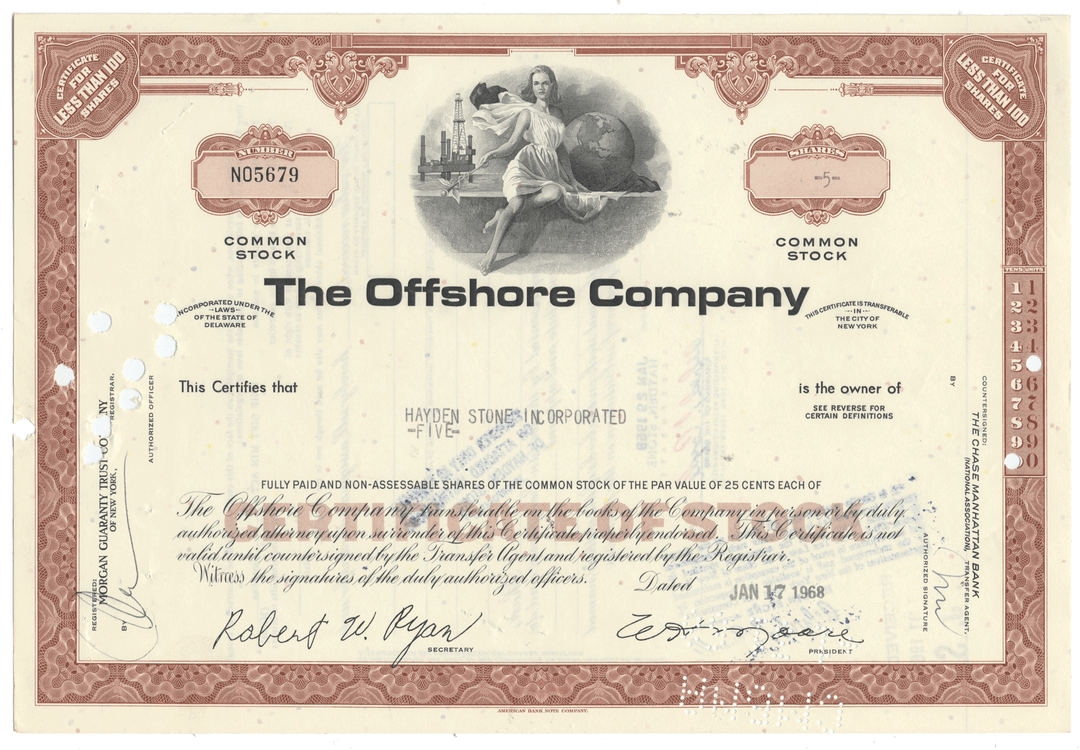 CERTIFICATE
FOR
LESS THAN 100
SHARES
CERTIFICATE
FOR
LESS THAN 100
SHARES
NUMBER
NO5679
COMMON
STOCK
SHARES
5
COMMON
STOCK
The Offshore Company
INCORPORATED UNDER THE
LAWS
OF THE STATE OF
DELAWARE
THIS CERTIFICATE IS TRANSFERABLE
IN
THE CITY OF
NEW YORK
TENS UNITS
1 1
2 2
3 3
4 4
5
6 6
7 7
8 8
9 9
0
This Certifies that
is the owner of
SEE REVERSE FOR
CERTAIN DEFINITIONS
HAYDEN STONE INCORPORATED
-FIVE-
FULLY PAID AND NON-ASSESSABLE SHARES OF THE COMMON STOCK OF THE PAR VALUE OF 25 CENTS EACH OF
CERTIFICATE OF STOCK
The Offshore Company, transferable on the books of the Company in person or by duly
authorized attorney upon surrender of this Certificate properly endorsed. This Certificate is not
valid until countersigned by the Transfer Agent and registered by the Registrar.
Witness the signatures of the duly authorized officers.
Dated JAN 17 1968
Robert W. Ryan
SECRETARY
Moore
PRESIDENT
REGISTERED:
MORGAN GUARANTY TRUST COMPANY
OF NEW YORK,
REGISTRAR,
BY
AUTHORIZED OFFICER
COUNTERSIGNED:
THE CHASE MANHATTAN BANK
(NATIONAL ASSOCIATION), TRANSFER AGENT,
BY
AUTHORIZED SIGNATURE
AMERICAN BANK NOTE COMPANY.